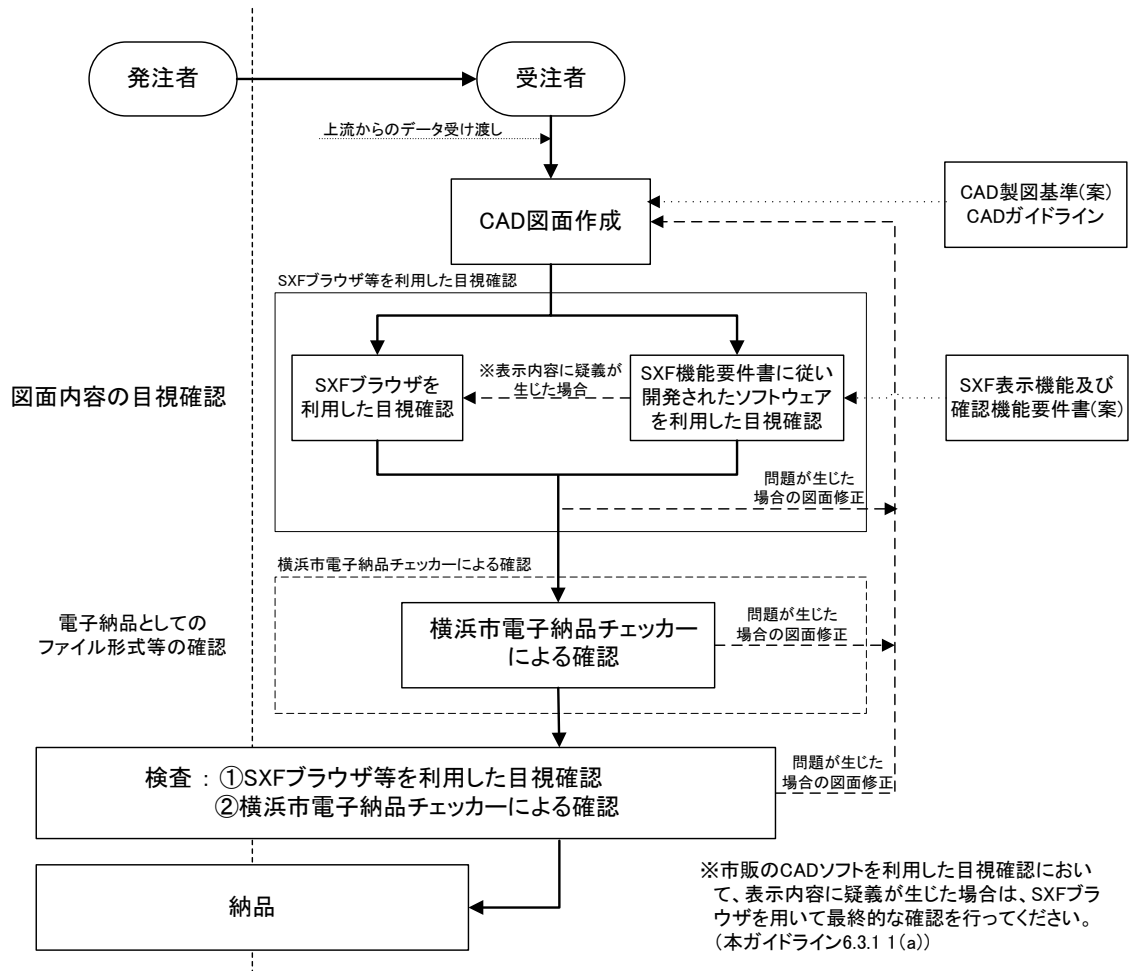 発注者
受注者
上流からのデータ受け渡し
CAD図面作成
CAD製図基準(案)
CADガイドライン
SXFブラウザ等を利用した目視確認
図面内容の目視確認
SXFブラウザを
利用した目視確認
※表示内容に疑義が
生じた場合
SXF機能要件書に従い
開発されたソフトウェア
を利用した目視確認
SXF表示機能及び
確認機能要件書(案)
問題が生じた
場合の図面修正
横浜市電子納品チェッカーによる確認
電子納品としての
ファイル形式等の確認
横浜市電子納品チェッカー
による確認
問題が生じた
場合の図面修正
検査 : ①SXFブラウザ等を利用した目視確認
②横浜市電子納品チェッカーによる確認
問題が生じた
場合の図面修正
納品
※市販のCADソフトを利用した目視確認におい
て、表示内容に疑義が生じた場合は、SXFブラ
ウザを用いて最終的な確認を行ってください。
(本ガイドライン6.3.1 1(a))